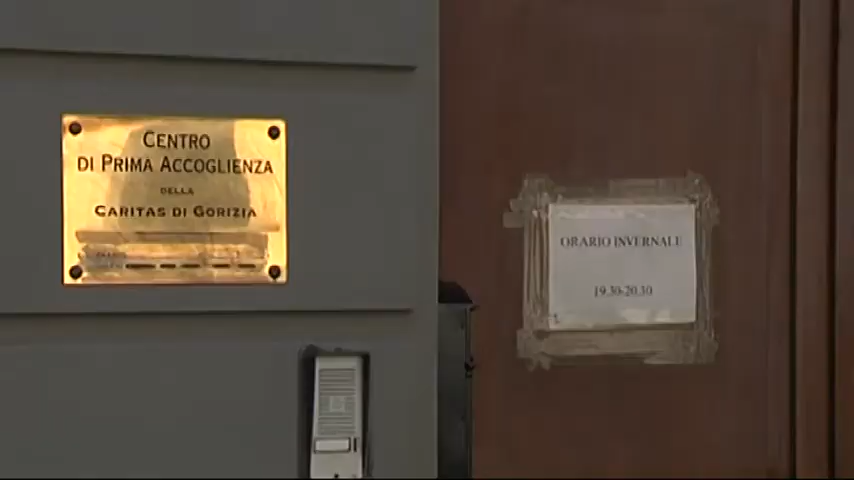 CENTRO
DI PRIMA ACCOGLIENZA
DELLA
CARITAS DI GORIZIA
ORARIO INVERNALE
19.30-20.30